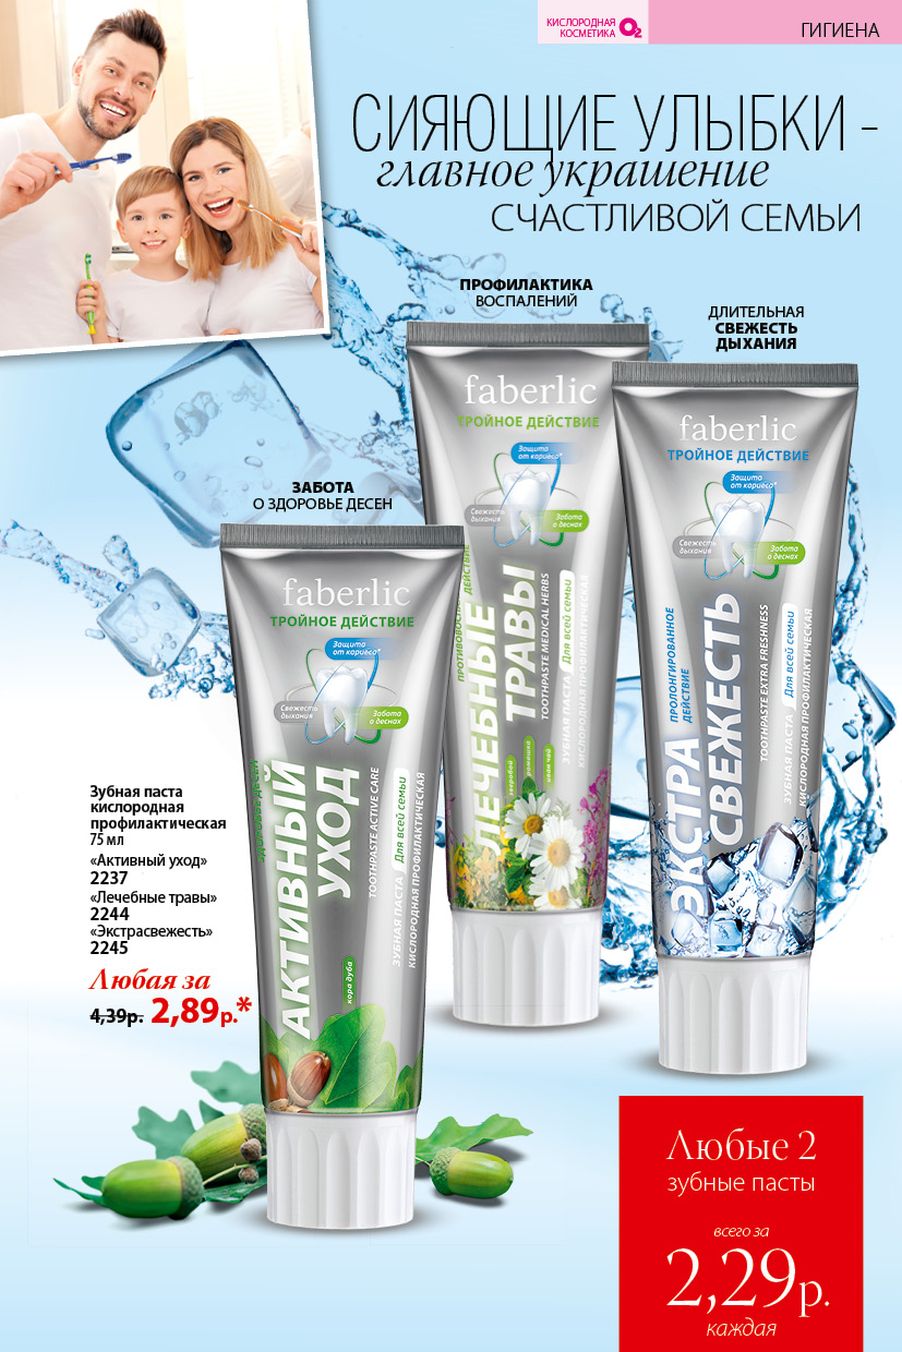 КИСЛОРОДНАЯ
КОСМЕТИКА O2
ГИГИЕНА
СИЯЮЩИЕ УЛЫБКИ –
главное украшение
СЧАСТЛИВОЙ СЕМЬИ
ПРОФИЛАКТИКА
ВОСПАЛЕНИЙ
ДЛИТЕЛЬНАЯ
СВЕЖЕСТЬ
ДЫХАНИЯ
ЗАБОТА
О ЗДОРОВЬЕ ДЕСЕН
faberlic
ТРОЙНОЕ ДЕЙСТВИЕ
Защита
от кариеса*
Свежесть
дыхания
Забота
о деснах
ЛЕЧЕБНЫЕ
ТРАВЫ
TOOTHPASTE MEDICAL HERBS
ЗУБНАЯ ПАСТА Для всей семьи
КИСЛОРОДНАЯ ПРОФИЛАКТИЧЕСКАЯ
зверобой
ромашка
иван чай
faberlic
ТРОЙНОЕ ДЕЙСТВИЕ
Защита
от кариеса*
Свежесть
дыхания
Забота
о деснах
ПРОЛОНГИРОВАННОЕ
ДЕЙСТВИЕ
ЭКСТРА
СВЕЖЕСТЬ
TOOTHPASTE EXTRA FRESHNESS
ЗУБНАЯ ПАСТА Для всей семьи
КИСЛОРОДНАЯ ПРОФИЛАКТИЧЕСКАЯ
faberlic
ТРОЙНОЕ ДЕЙСТВИЕ
Защита
от кариеса*
Свежесть
дыхания
Забота
о деснах
АКТИВНЫЙ
УХОД
TOOTHPASTE ACTIVE CARE
ЗУБНАЯ ПАСТА Для всей семьи
КИСЛОРОДНАЯ ПРОФИЛАКТИЧЕСКАЯ
кора дуба
Зубная паста
кислородная
профилактическая
75 мл
«Активный уход»
2237
«Лечебные травы»
2244
«Экстрасвежесть»
2245
Любая за
4,39р. 2,89р.*
Любые 2
зубные пасты
всего за
2,29р.
каждая